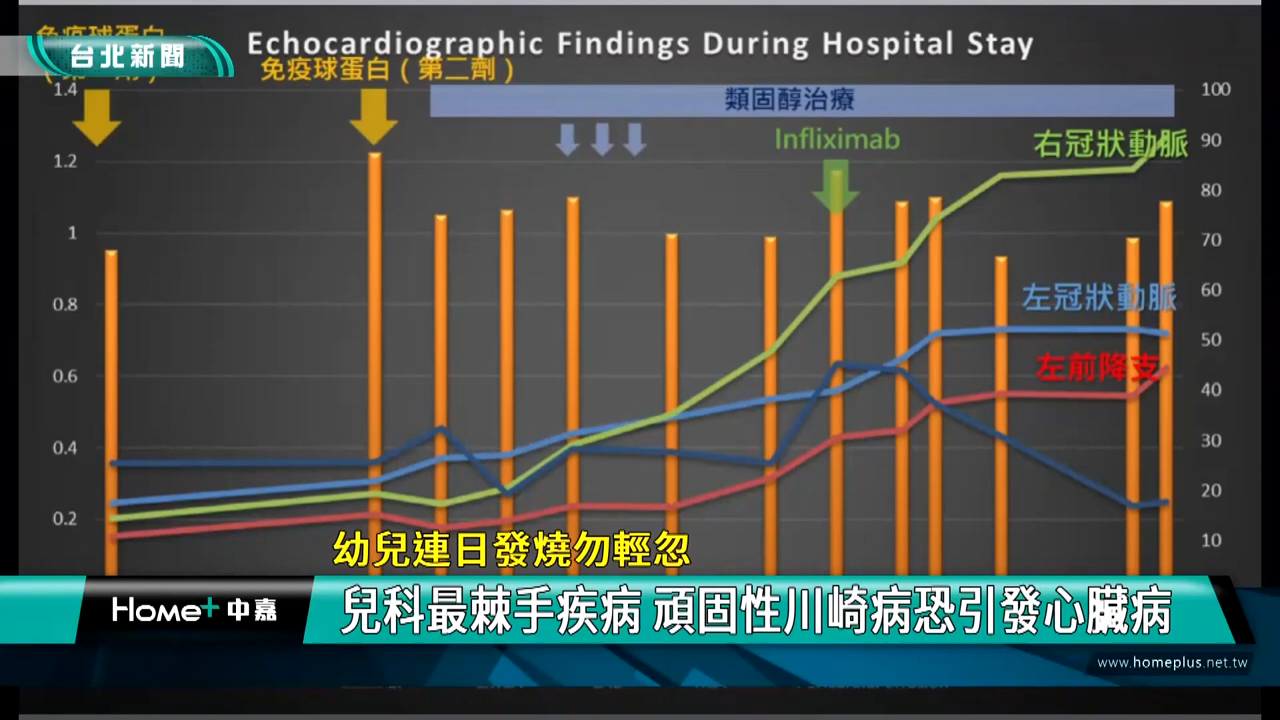 台北新聞
Echocardiographic Findings During Hospital Stay
免疫球蛋白
免疫球蛋白 ( 第二劑 )
類固醇治療
Infliximab
右冠狀動脈
左冠狀動脈
左前降支
1.4
1.2
1
0.8
0.6
0.4
0.2
100
90
80
70
60
50
40
30
20
10
幼兒連日發燒勿輕忽
Home+ 中嘉
兒科最棘手疾病 頑固性川崎病恐引發心臟病
www.homeplus.net.tw